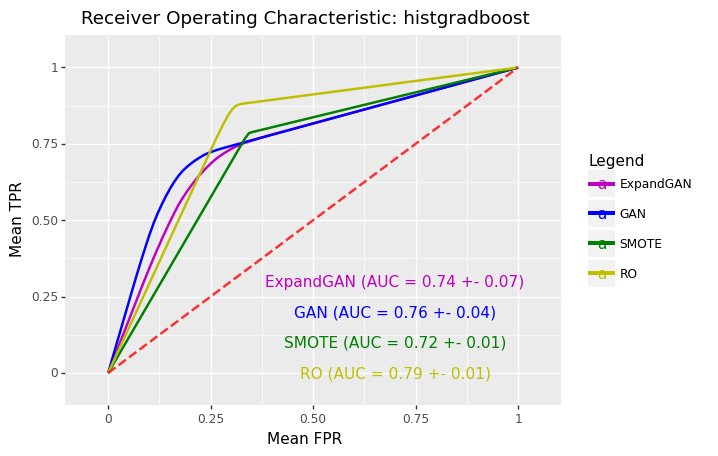 Receiver Operating Characteristic: histgradboost
Mean TPR
1
0.75
0.50
0.25
0
0
0.25
0.50
0.75
1
Mean FPR
ExpandGAN (AUC = 0.74 +- 0.07)
GAN (AUC = 0.76 +- 0.04)
SMOTE (AUC = 0.72 +- 0.01)
RO (AUC = 0.79 +- 0.01)
Legend
a ExpandGAN
a GAN
a SMOTE
a RO